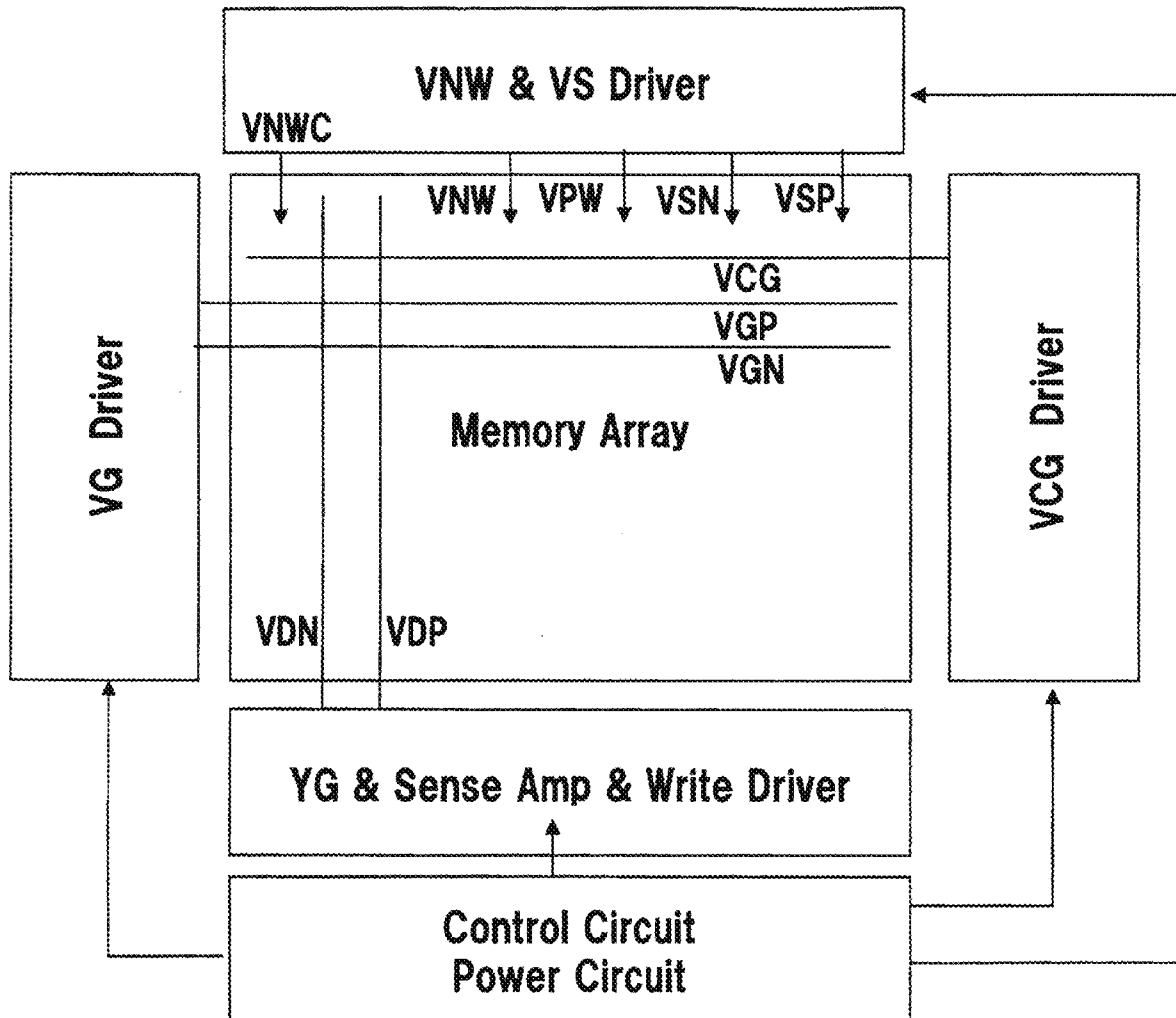 VNW & VS Driver
VNWC
VNW VPW VSN VSP
VCG
VGP
VGN
VG Driver
Memory Array
VCG Driver
VDN VDP
YG & Sense Amp & Write Driver
Control Circuit
Power Circuit